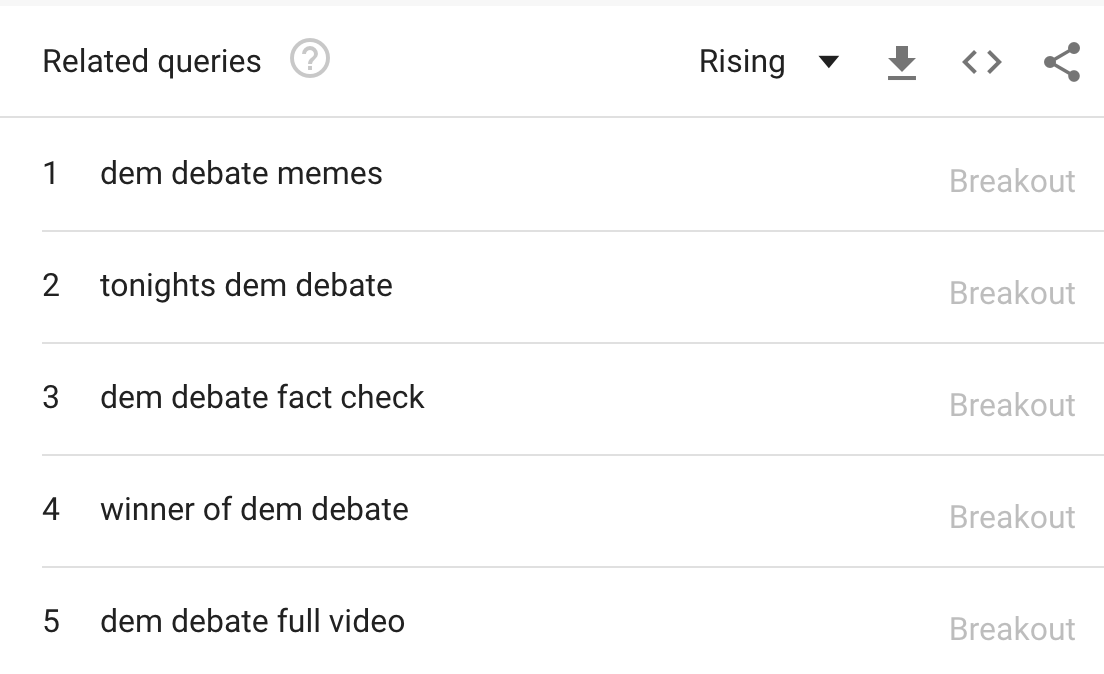 Related queries ?
Rising
1 dem debate memes Breakout
2 tonights dem debate Breakout
3 dem debate fact check Breakout
4 winner of dem debate Breakout
5 dem debate full video Breakout